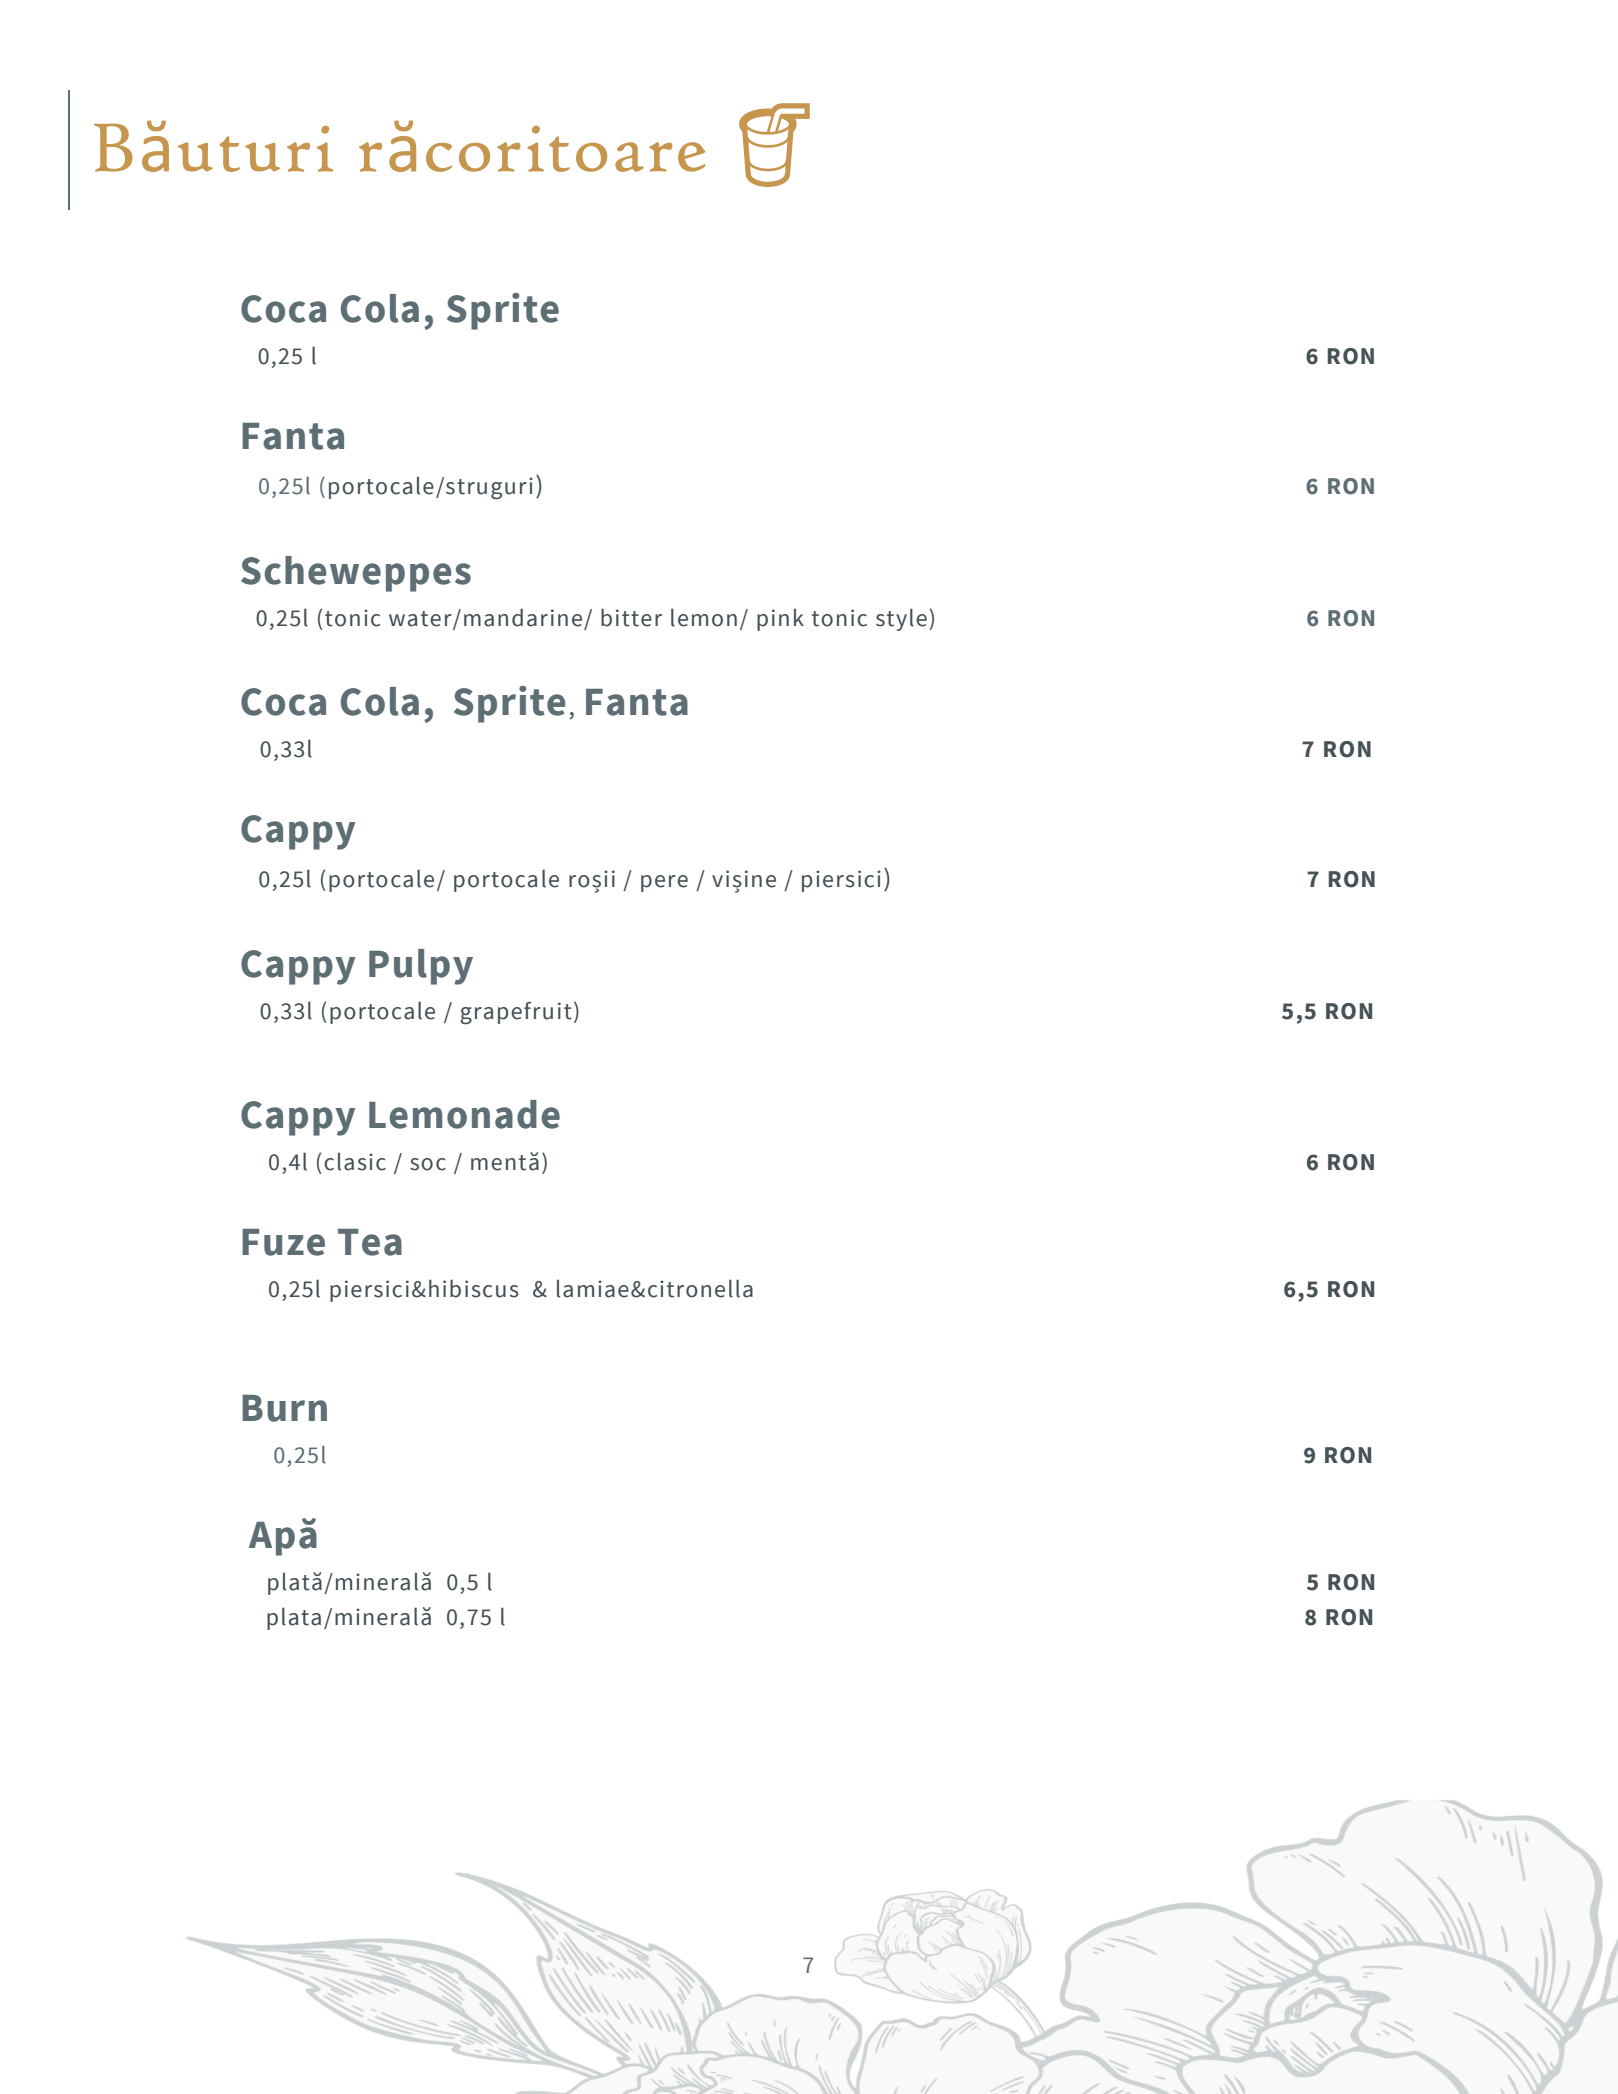 Băuturi răcoritoare
Coca Cola, Sprite
0,25 l 6 RON
Fanta
0,25l (portocale/struguri) 6 RON
Scheweppes
0,25l (tonic water/mandarine/ bitter lemon/ pink tonic style) 6 RON
Coca Cola, Sprite, Fanta
0,33l 7 RON
Cappy
0,25l (portocale/ portocale roșii / pere / vișine / piersici) 7 RON
Cappy Pulpy
0,33l (portocale / grapefruit) 5,5 RON
Cappy Lemonade
0,4l (clasic / soc / mentă) 6 RON
Fuze Tea
0,25l piersici&hibiscus & lamiae&citronella 6,5 RON
Burn
0,25l 9 RON
Apă
plată/minerală 0,5 l 5 RON
plata/minerală 0,75 l 8 RON
7